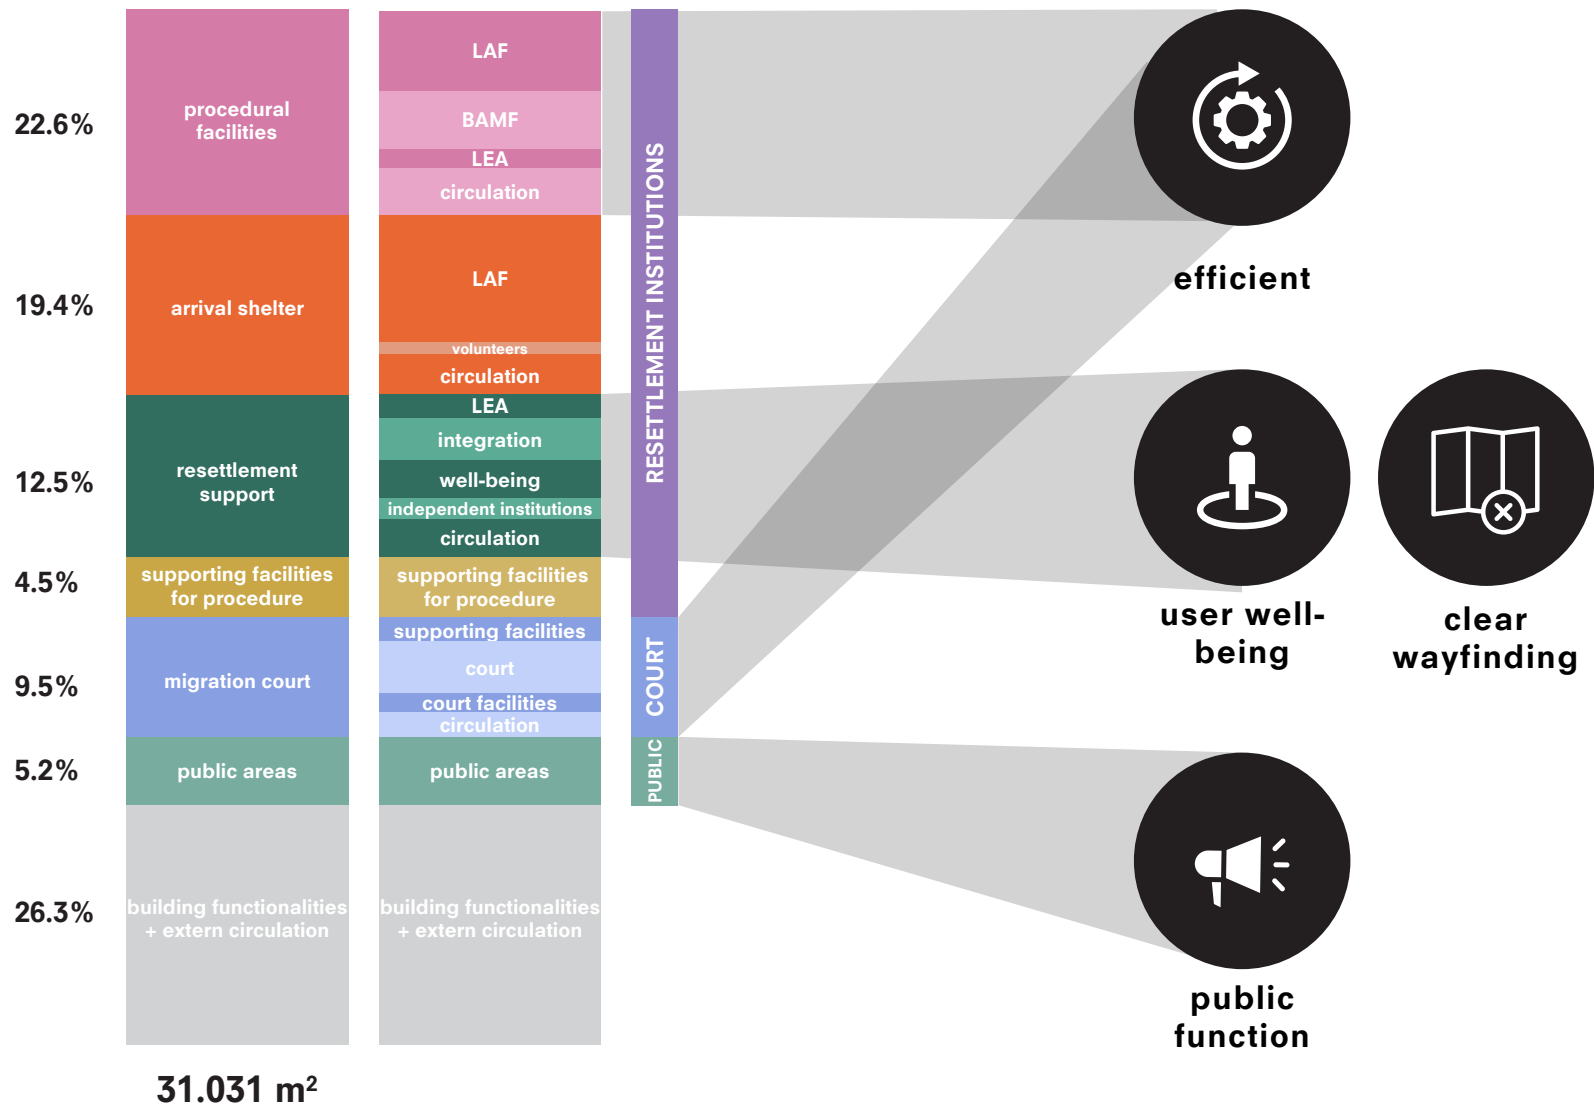 22.6%
19.4%
12.5%
4.5%
9.5%
5.2%
26.3%
procedural
facilities
arrival shelter
resettlement
support
supporting facilities
for procedure
migration court
public areas
building functionalities
+ extern circulation
31.031 m²
LAF
BAMF
LEA
circulation
LAF
volunteers
circulation
LEA
integration
well-being
independent institutions
circulation
supporting facilities
for procedure
supporting facilities
court
court facilities
circulation
public areas
building functionalities
+ extern circulation
RESETTLEMENT INSTITUTIONS
COURT
PUBLIC
efficient
user well-
being
clear
wayfinding
public
function